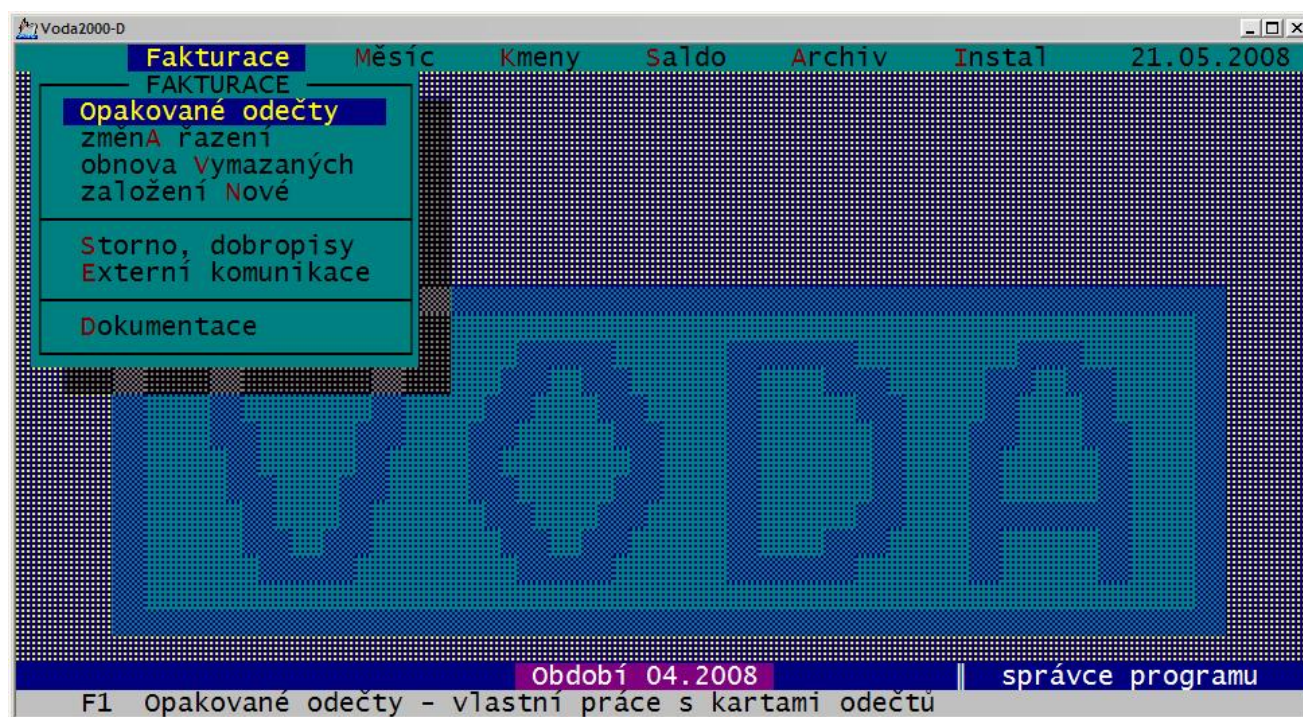 Voda2000-D
Fakturace Měsíc Kmeny Saldo Archiv Instal 21.05.2008
FAKTURACE
Opakované odečty
změnA řazení
obnova Vymazaných
založení Nové
Storno, dobropisy
Externí komunikace
Dokumentace
VODA
Období 04.2008 správce programu
F1 Opakované odečty - vlastní práce s kartami odečtů